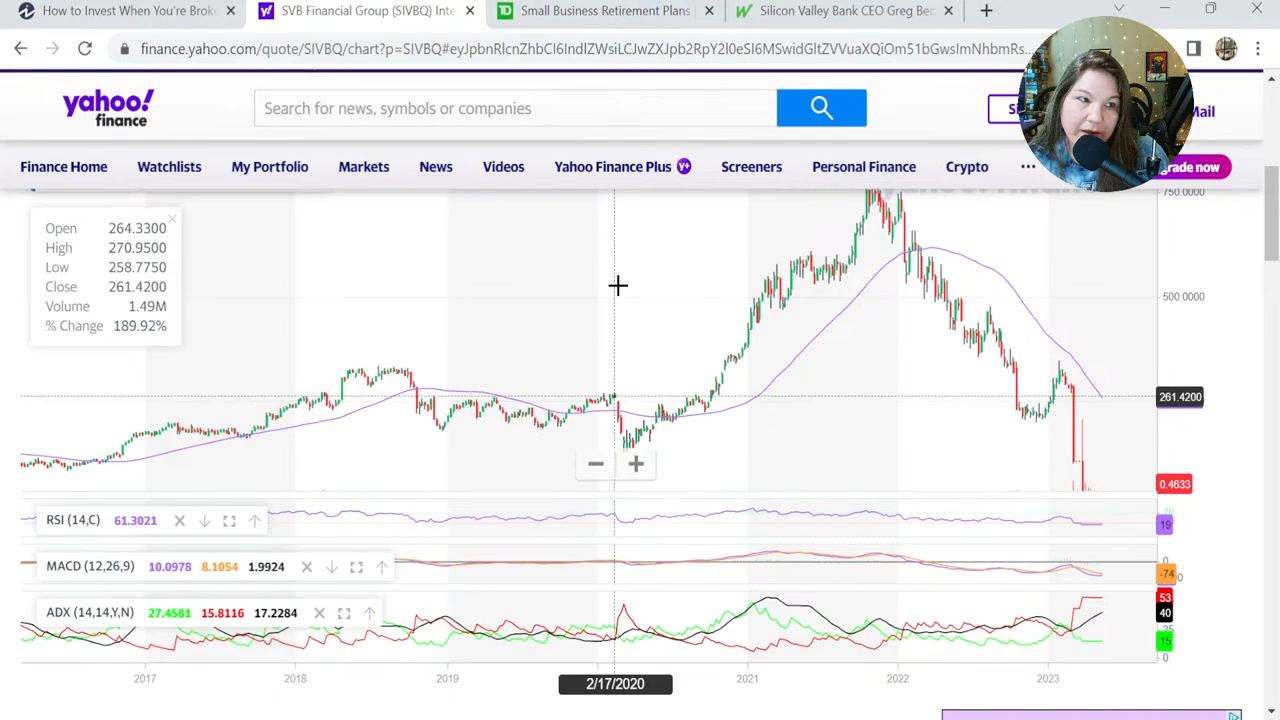 How to Invest When You're Broke
SVB Financial Group (SIVBQ) Inte
Small Business Retirement Plans
Silicon Valley Bank CEO Greg Bec
finance.yahoo.com/quote/SIVBQ/chart?p=SIVBQ#eyJpbnRlcnZhbCI6IndlZWsiLCJwZXJpb2RpY2l0eSI6MSwidGltZVVuaXQiOm51bGwsImNhbmRs...
yahoo!
finance
Search for news, symbols or companies
Mail
Finance Home
Watchlists
My Portfolio
Markets
News
Videos
Yahoo Finance Plus Y+
Screeners
Personal Finance
Crypto
...
grade now
Open 264.3300
High 270.9500
Low 258.7750
Close 261.4200
Volume 1.49M
% Change 189.92%
750.0000
500.0000
261.4200
0.4633
RSI (14,C) 61.3021
70
19
MACD (12,26,9) 10.0978 8.1054 1.9924
0
-74
ADX (14,14,Y,N) 27.4581 15.8116 17.2284
53
40
25
15
0
2017
2018
2019
2/17/2020
2021
2022
2023